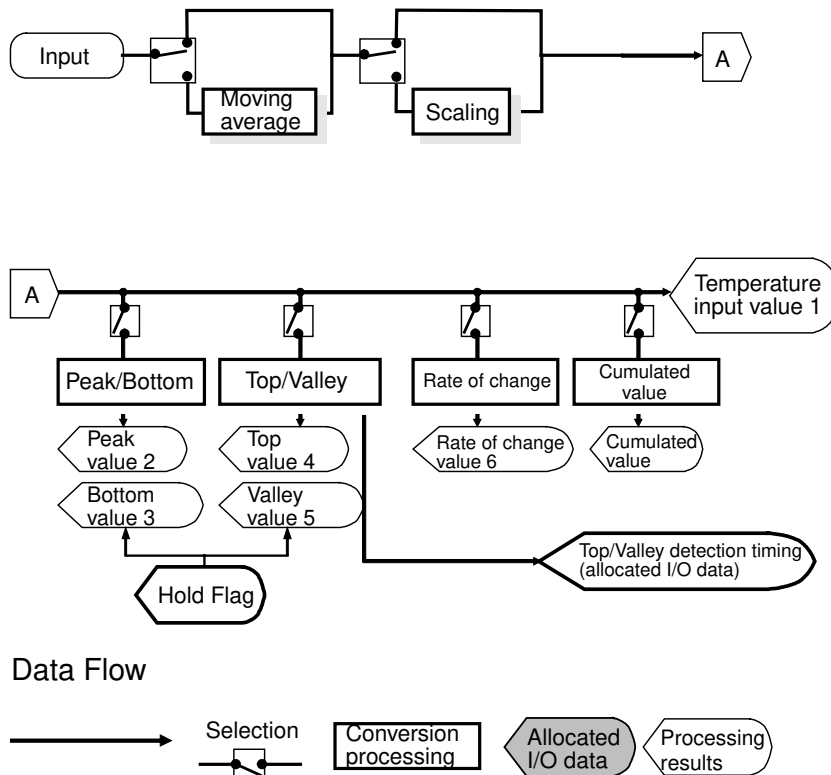 Input
Moving
average
Scaling
A
A
Temperature
input value 1
Peak/Bottom
Top/Valley
Rate of change
Cumulated
value
Peak
value 2
Top
value 4
Rate of change
value 6
Cumulated
value
Bottom
value 3
Valley
value 5
Top/Valley detection timing
(allocated I/O data)
Hold Flag
Data Flow
Selection
Conversion
processing
Allocated
I/O data
Processing
results